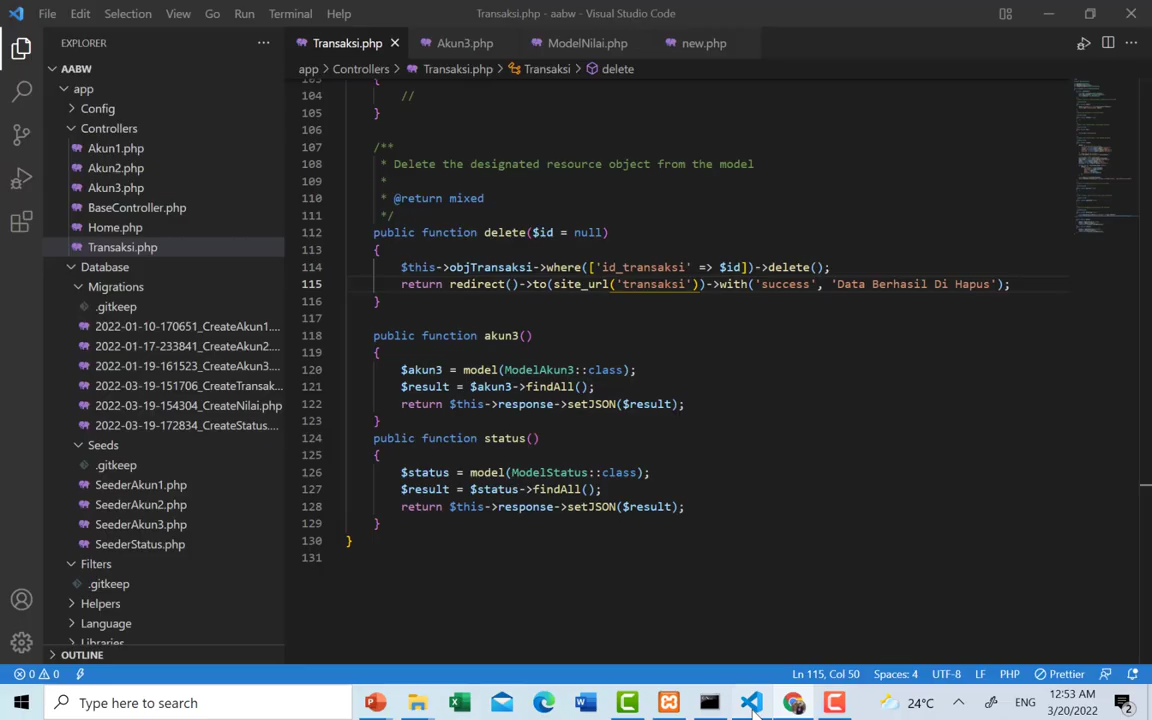 File Edit Selection View Go Run Terminal Help
Transaksi.php - aabw - Visual Studio Code
EXPLORER
Transaksi.php
Akun3.php
ModelNilai.php
new.php
app > Controllers > Transaksi.php > Transaksi > delete
AABW
app
Config
Controllers
Akun1.php
Akun2.php
Akun3.php
BaseController.php
Home.php
Transaksi.php
Database
Migrations
.gitkeep
2022-01-10-170651_CreateAkun1....
2022-01-17-233841_CreateAkun2....
2022-01-19-161523_CreateAkun3....
2022-03-19-151706_CreateTransak...
2022-03-19-154304_CreateNilai.php
2022-03-19-172834_CreateStatus....
Seeds
.gitkeep
SeederAkun1.php
SeederAkun2.php
SeederAkun3.php
SeederStatus.php
Filters
.gitkeep
Helpers
Language
Libraries
OUTLINE
103 {
104 //
105 }
106
107 /**
108 * Delete the designated resource object from the model
109 *
110 * @return mixed
111 */
112 public function delete($id = null)
113 {
114 $this->objTransaksi->where(['id_transaksi' => $id])->delete();
115 return redirect()->to(site_url('transaksi'))->with('success', 'Data Berhasil Di Hapus');
116 }
117
118 public function akun3()
119 {
120 $akun3 = model(ModelAkun3::class);
121 $result = $akun3->findAll();
122 return $this->response->setJSON($result);
123 }
124 public function status()
125 {
126 $status = model(ModelStatus::class);
127 $result = $status->findAll();
128 return $this->response->setJSON($result);
129 }
130 }
131
0 0
Ln 115, Col 50 Spaces: 4 UTF-8 LF PHP Prettier
Type here to search
24°C
ENG
12:53 AM
3/20/2022
2